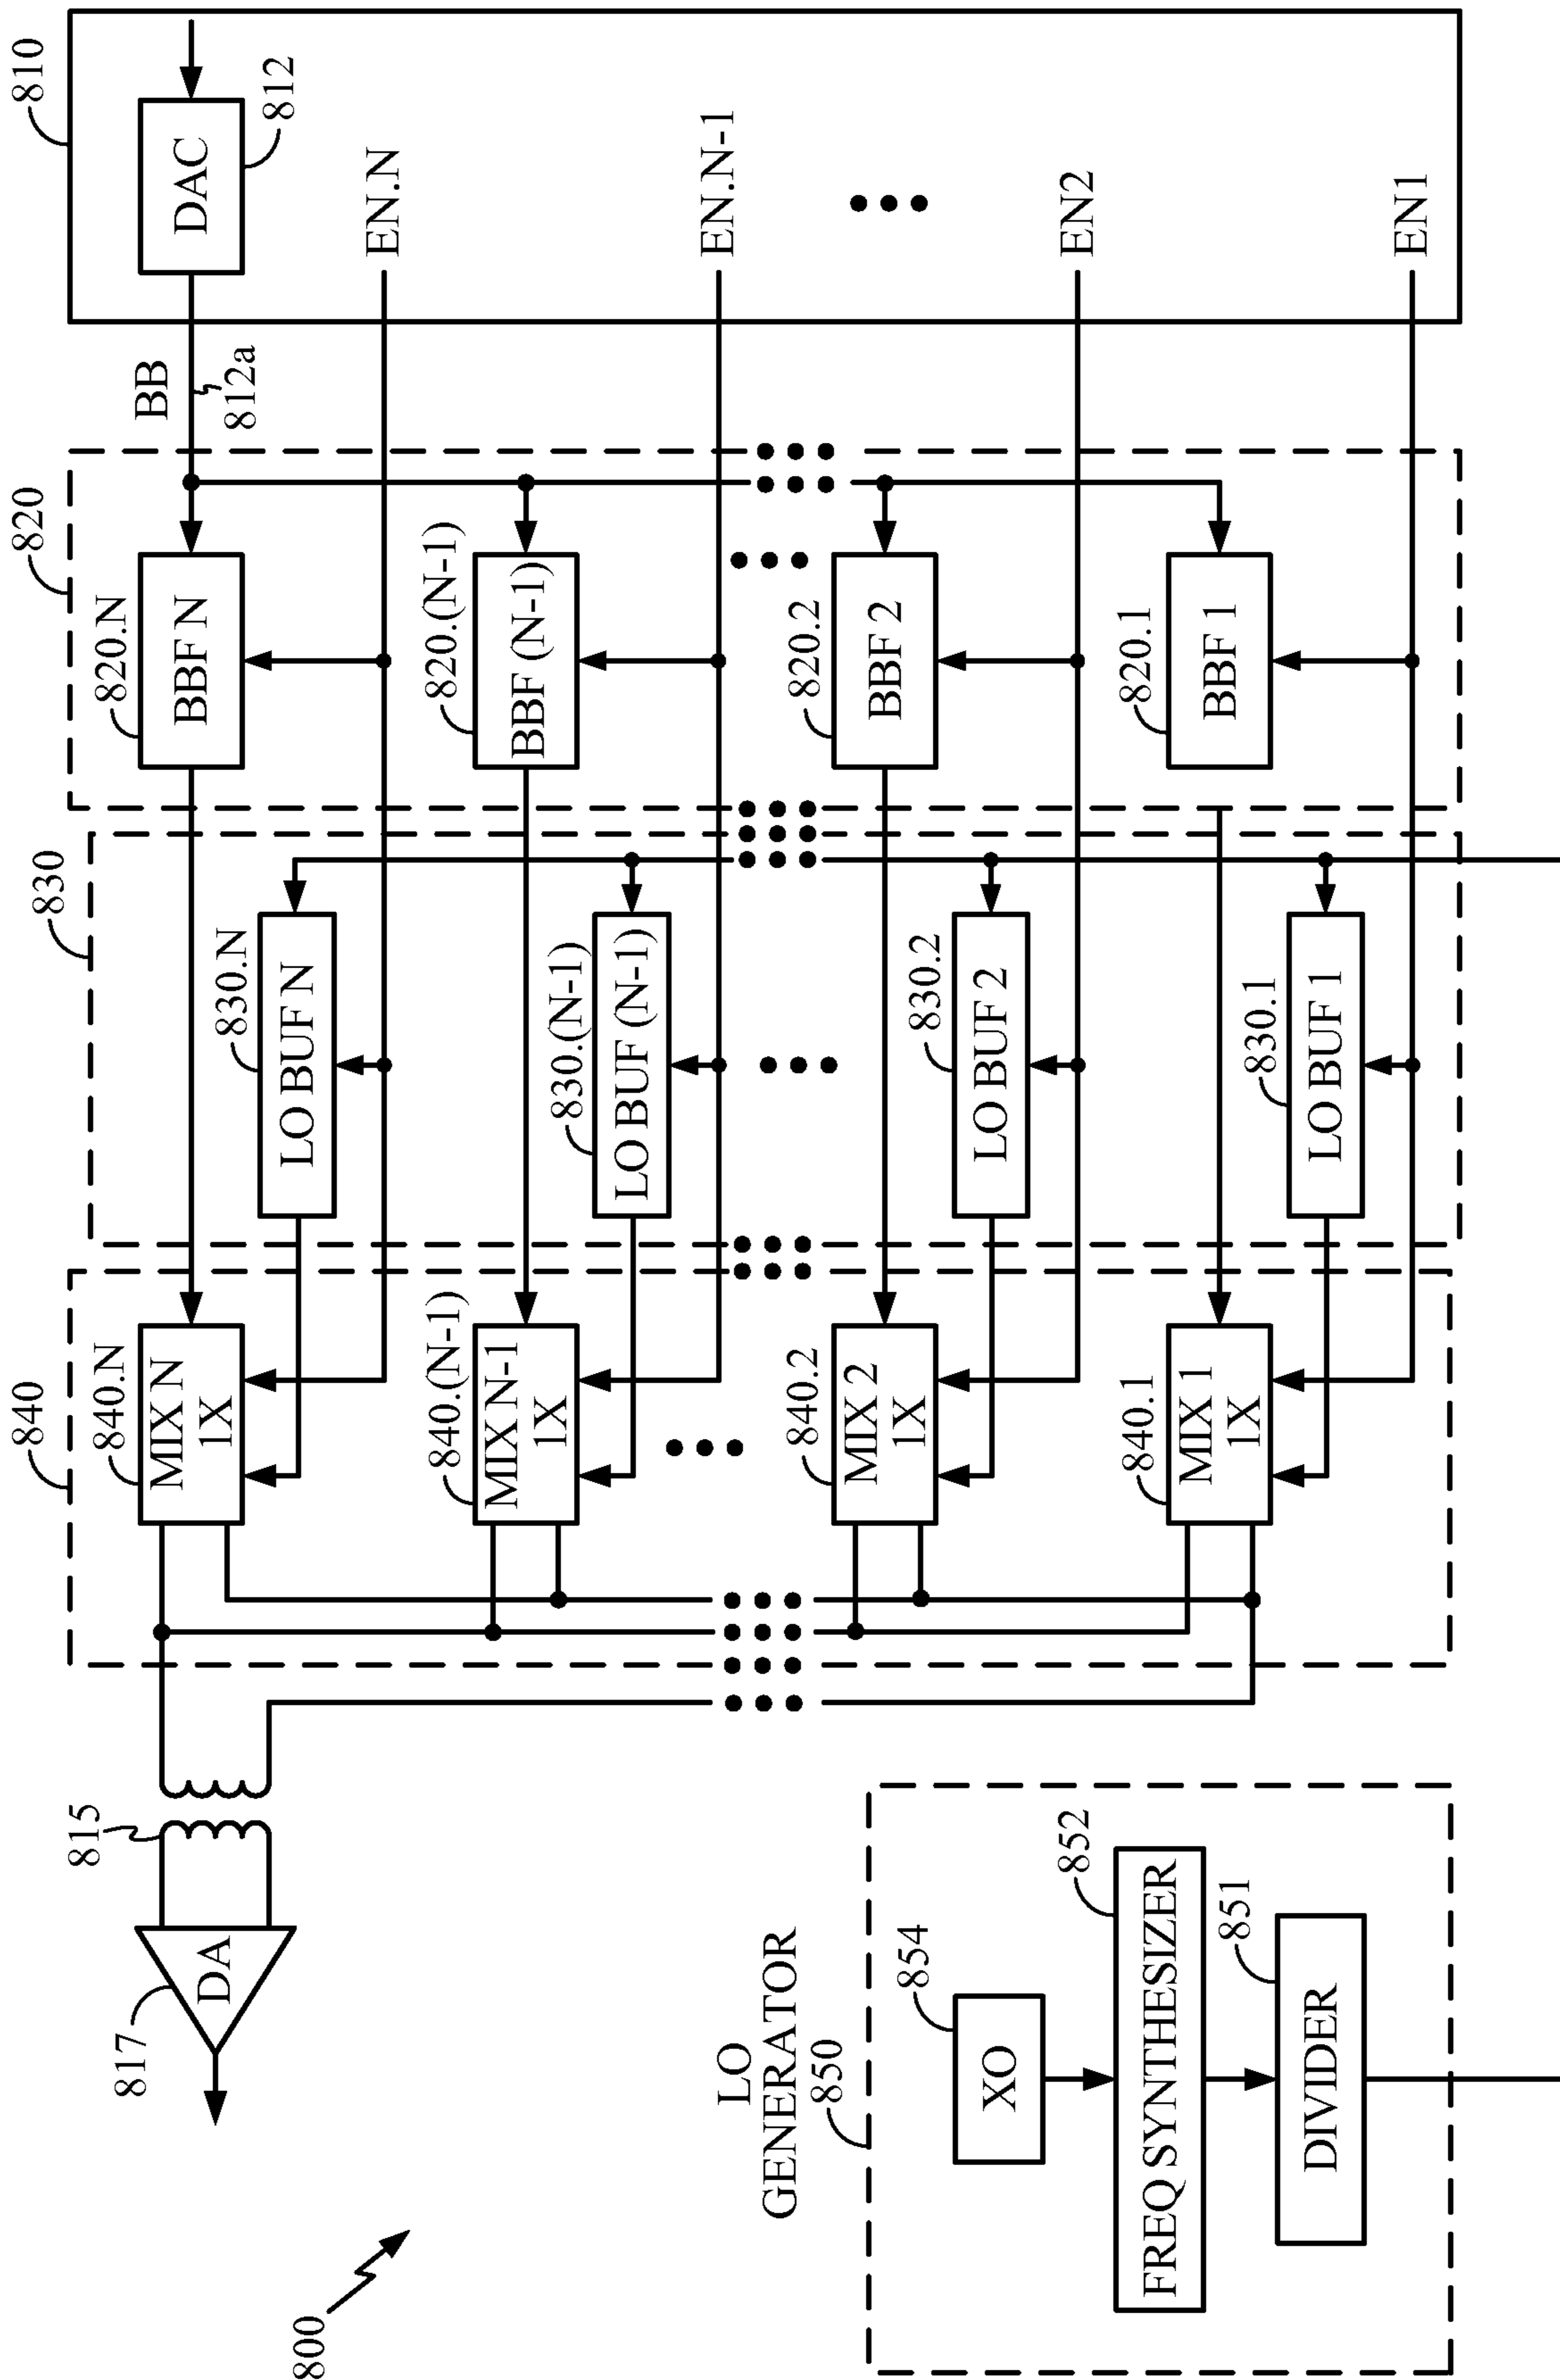 810
DAC
812
EN.N
EN.N-1
EN2
EN1
BB
812a
820
820.N
BBF N
820.(N-1)
BBF (N-1)
820.2
BBF 2
820.1
BBF 1
830
830.N
LO BUF N
830.(N-1)
LO BUF (N-1)
830.2
LO BUF 2
830.1
LO BUF 1
840
840.N
MIX N
1X
840.(N-1)
MIX N-1
1X
840.2
MIX 2
1X
840.1
MIX 1
1X
815
817
DA
LO
GENERATOR
850
854
XO
852
FREQ SYNTHESIZER
851
DIVIDER
800